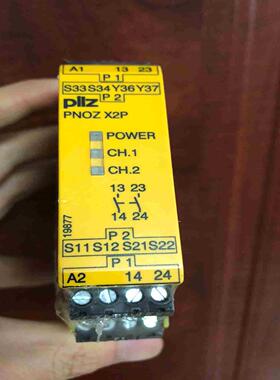 A1 13 23
P 1
S33 S34 Y36 Y37
P 2
pilz
PNOZ X2P
POWER
CH.1
CH.2
13 23
14 24
19877
P 2
S11 S12 S21 S22
P 1
A2 14 24